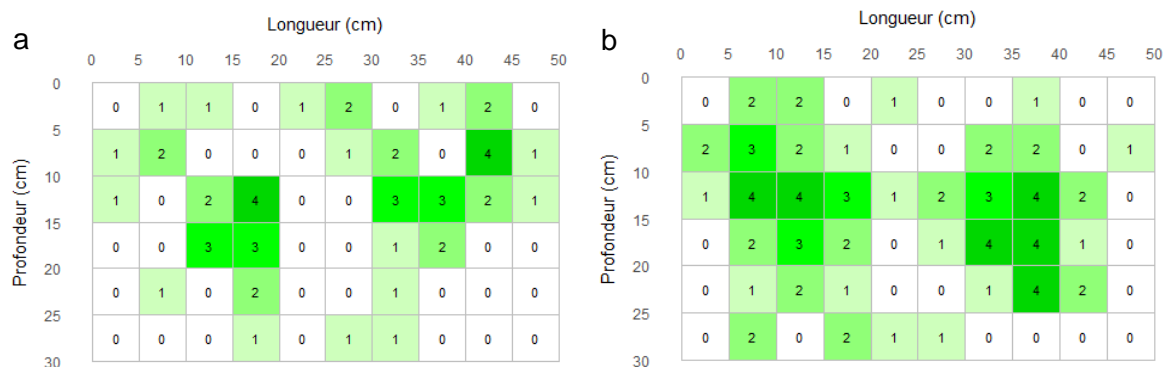 a
Longueur (cm)
0 5 10 15 20 25 30 35 40 45 50
Profondeur (cm)
0
0 1 1 0 1 2 0 1 2 0
5
1 2 0 0 0 1 2 0 4 1
10
1 0 2 4 0 0 3 3 2 1
15
0 0 3 3 0 0 1 2 0 0
20
0 1 0 2 0 0 1 0 0 0
25
0 0 0 1 0 1 1 0 0 0
30
b
Longueur (cm)
0 5 10 15 20 25 30 35 40 45 50
Profondeur (cm)
0
0 2 2 0 1 0 0 1 0 0
5
2 3 2 1 0 0 2 2 0 1
10
1 4 4 3 1 2 3 4 2 0
15
0 2 3 2 0 1 4 4 1 0
20
0 1 2 1 0 0 1 4 2 0
25
0 2 0 2 1 1 0 0 0 0
30